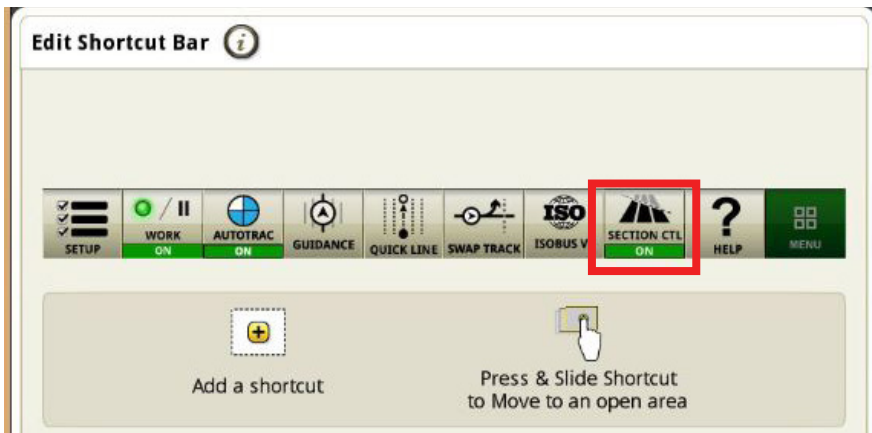 Edit Shortcut Bar i
SETUP
/ II
WORK
ON
AUTOTRAC
ON
GUIDANCE
QUICK LINE
SWAP TRACK
ISO
ISOBUS V
SECTION CTL
ON
?
HELP
MENU
Add a shortcut
Press & Slide Shortcut
to Move to an open area